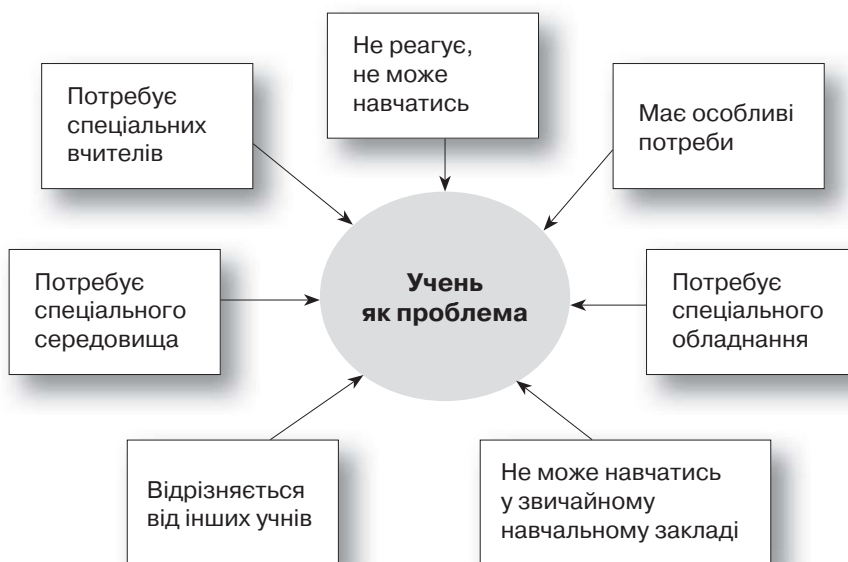 Не реагує,
не може
навчатись
Потребує
спеціальних
вчителів
Має особливі
потреби
Учень
як проблема
Потребує
спеціального
середовища
Потребує
спеціального
обладнання
Відрізняється
від інших учнів
Не може навчатись
у звичайному
навчальному закладі